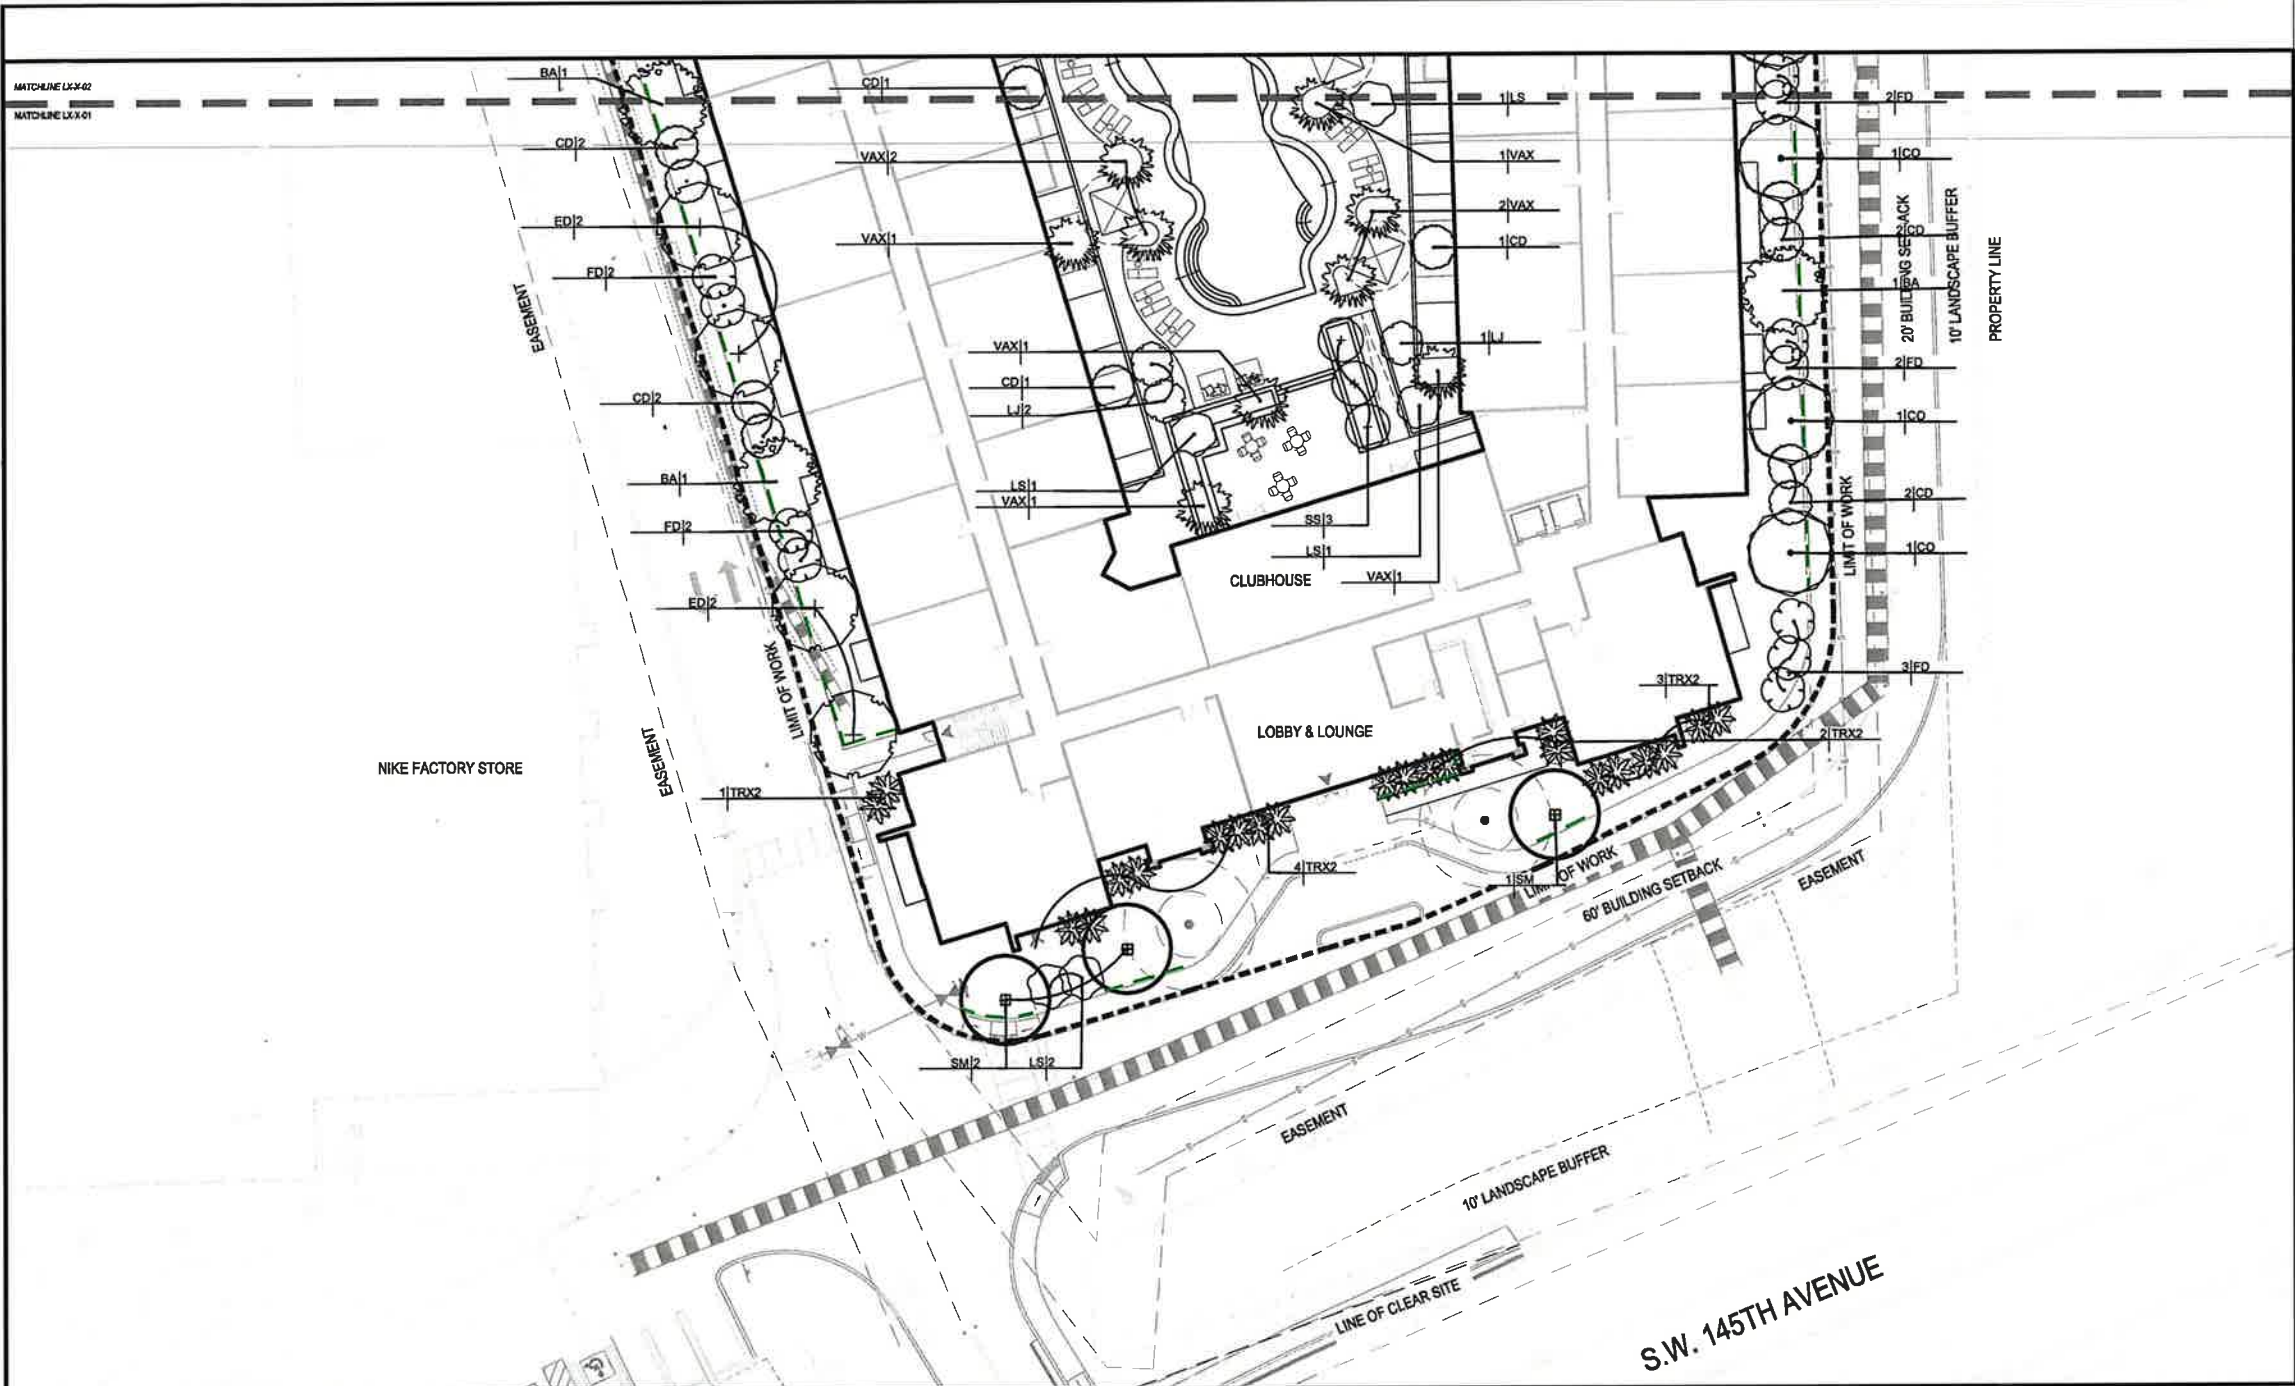 MATCHLINE LX-X-02
MATCHLINE LX-X-01
BA|1
CD|1
1|LS
2|FD
CD|2
VAX|2
1|VAX
1|CO
ED|2
VAX|1
2|VAX
1|CD
2|CD
FD|2
1|BA
20' BUILDING SETBACK
10' LANDSCAPE BUFFER
PROPERTY LINE
EASEMENT
VAX|1
1|LJ
2|FD
CD|1
CD|2
LJ|2
1|CO
BA|1
LS|1
VAX|1
2|CD
FD|2
SS|3
LS|1
LIMIT OF WORK
1|CO
CLUBHOUSE
VAX|1
ED|2
3|FD
LIMIT OF WORK
3|TRX2
LOBBY & LOUNGE
2|TRX2
EASEMENT
NIKE FACTORY STORE
1|TRX2
4|TRX2
1|SM
LIMIT OF WORK
60' BUILDING SETBACK
EASEMENT
SM|2
LS|2
EASEMENT
10' LANDSCAPE BUFFER
LINE OF CLEAR SITE
S.W. 145TH AVENUE